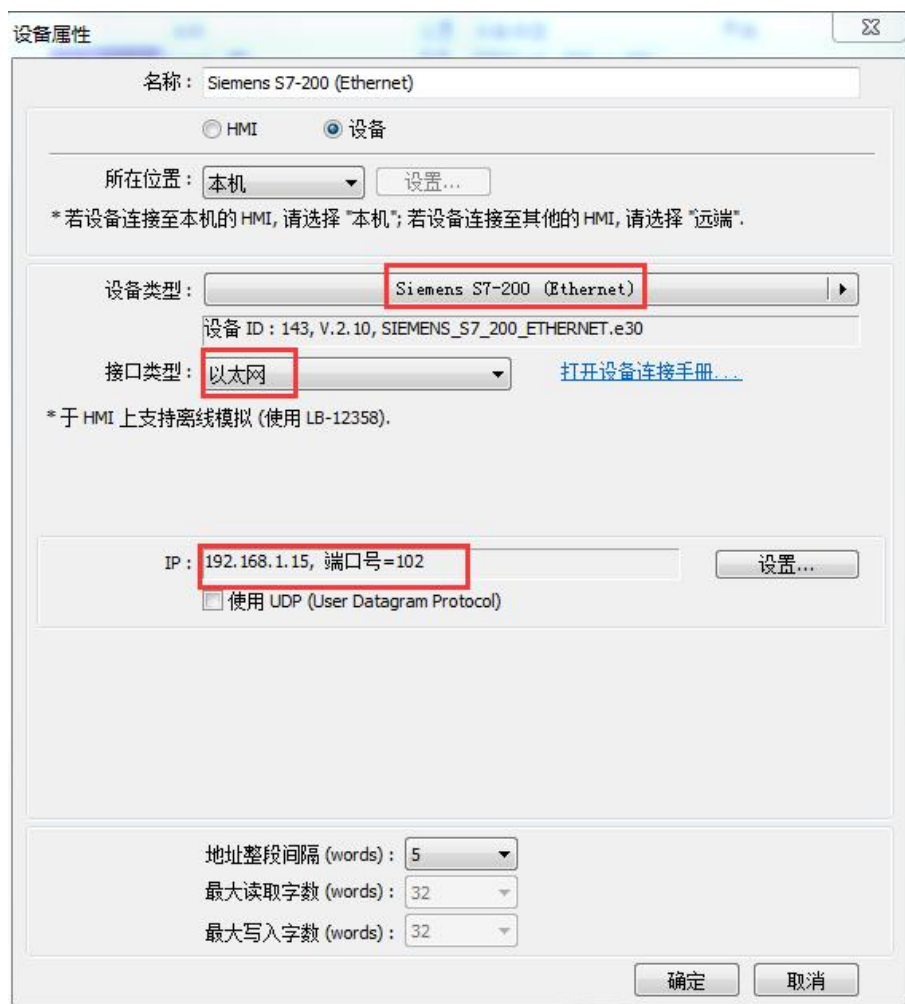 设备属性
名称： Siemens S7-200 (Ethernet)
HMI 设备
所在位置： 本机 设置...
* 若设备连接至本机的 HMI, 请选择 "本机"; 若设备连接至其他的 HMI, 请选择 "远端".
设备类型： Siemens S7-200 (Ethernet)
设备 ID : 143, V.2.10, SIEMENS_S7_200_ETHERNET.e30
接口类型： 以太网 打开设备连接手册...
* 于 HMI 上支持离线模拟 (使用 LB-12358).
IP： 192.168.1.15, 端口号=102 设置...
使用 UDP (User Datagram Protocol)
地址整段间隔 (words)： 5
最大读取字数 (words)： 32
最大写入字数 (words)： 32
确定 取消